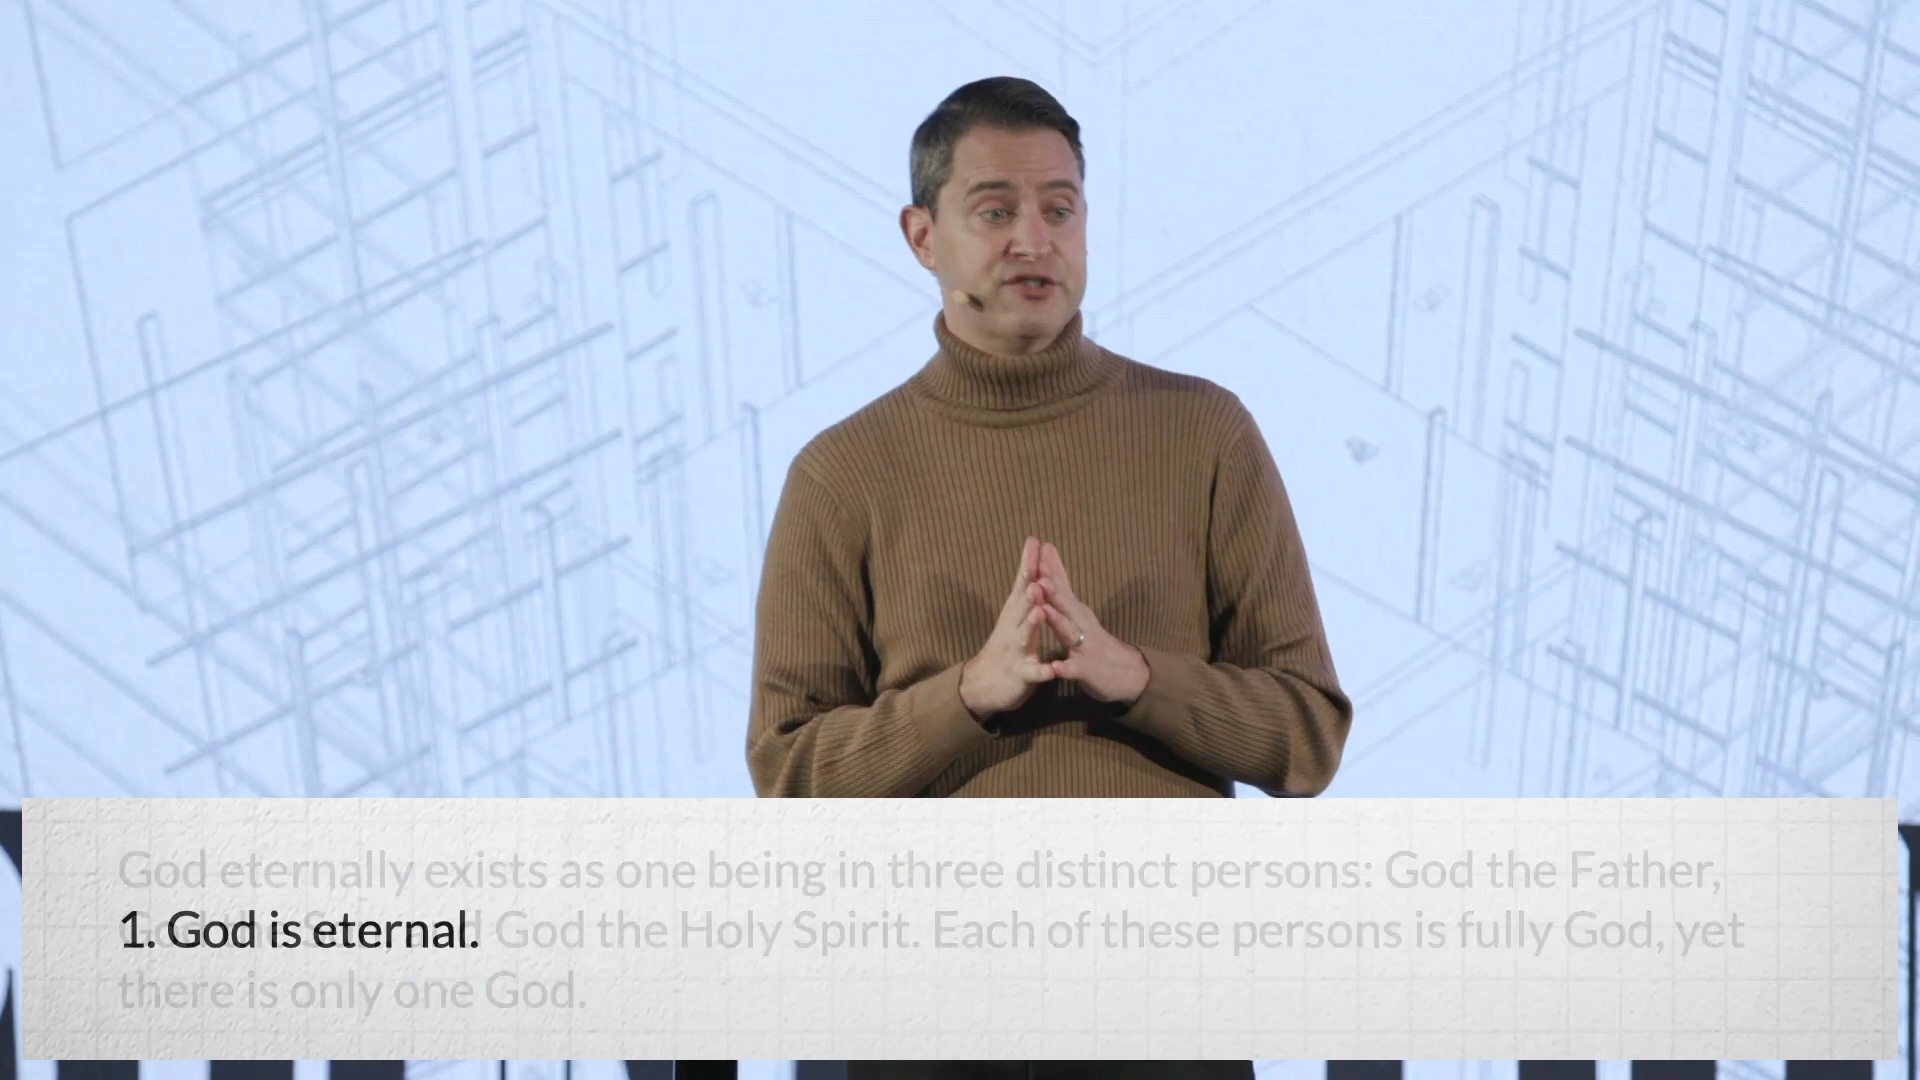 God eternally exists as one being in three distinct persons: God the Father,
1. God is eternal.
God the Holy Spirit. Each of these persons is fully God, yet
there is only one God.